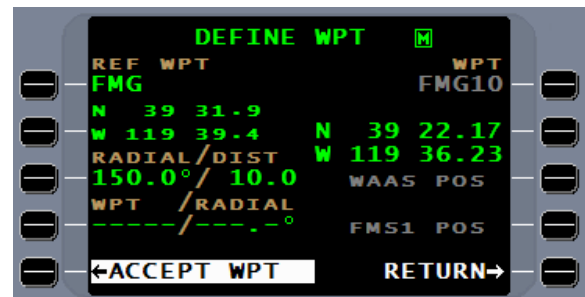 DEFINE WPT M
REF WPT WPT
FMG FMG10
N 39 31.9
W 119 39.4 N 39 22.17
RADIAL/DIST W 119 36.23
150.0°/ 10.0 WAAS POS
WPT /RADIAL
-----/---.-° FMS1 POS
←ACCEPT WPT RETURN→